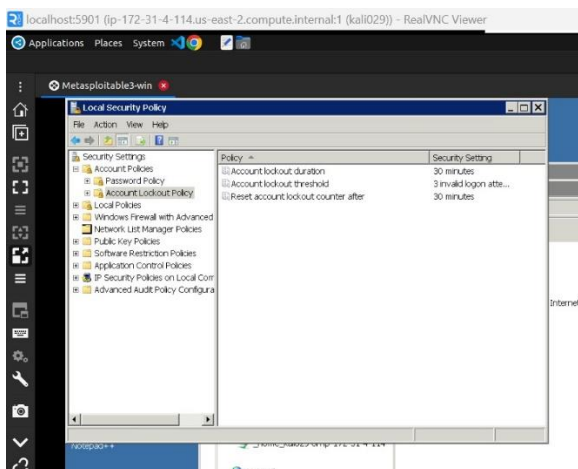 localhost:5901 (ip-172-31-4-114.us-east-2.compute.internal:1 (kali029)) - RealVNC Viewer
Applications Places System
Metasploitable3-win
Local Security Policy
File Action View Help
Security Settings
Account Policies
Password Policy
Account Lockout Policy
Local Policies
Windows Firewall with Advanced
Network List Manager Policies
Public Key Policies
Software Restriction Policies
Application Control Policies
IP Security Policies on Local Com
Advanced Audit Policy Configura
Policy Security Setting
Account lockout duration 30 minutes
Account lockout threshold 3 invalid logon atte...
Reset account lockout counter after 30 minutes
Internet
Notepad++